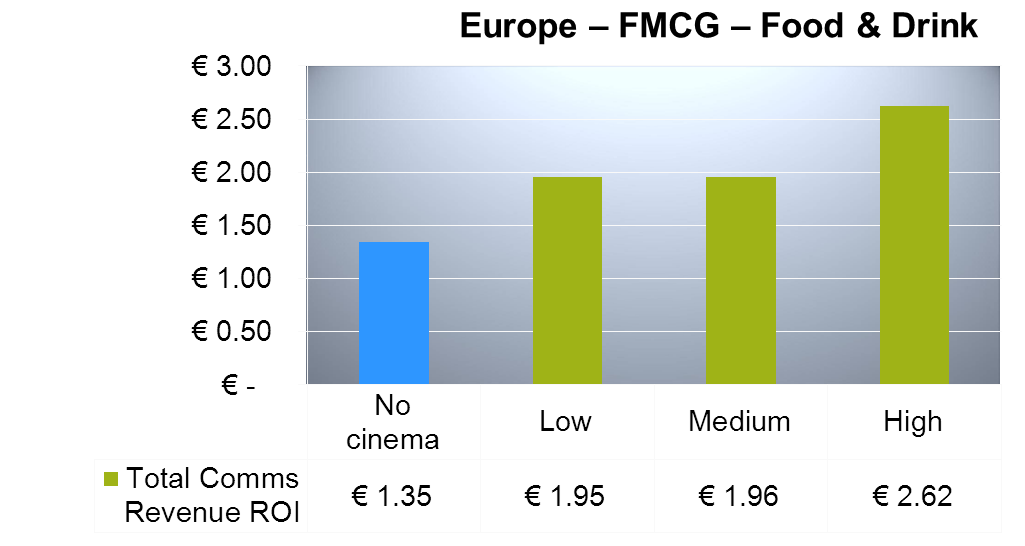 Europe – FMCG – Food & Drink
€ 3.00
€ 2.50
€ 2.00
€ 1.50
€ 1.00
€ 0.50
€ -
No
cinema
Low
Medium
High
Total Comms
Revenue ROI
€ 1.35
€ 1.95
€ 1.96
€ 2.62